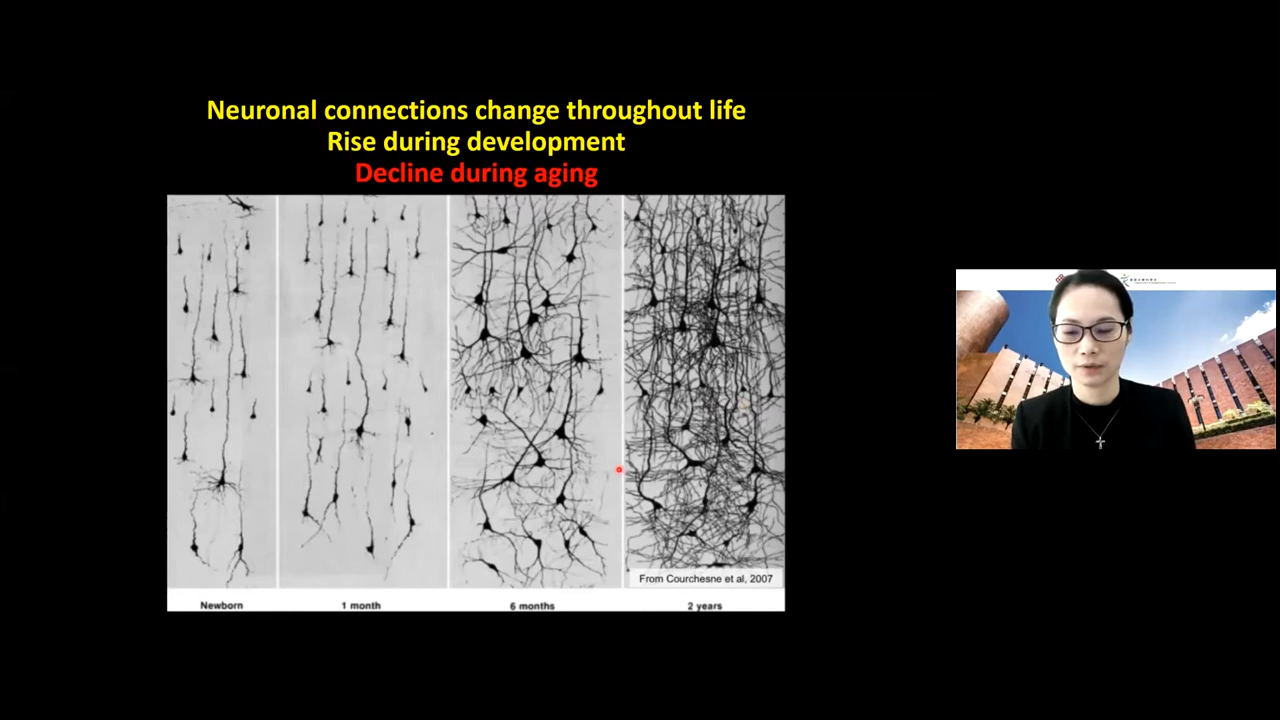 Neuronal connections change throughout life
Rise during development
Decline during aging
From Courchesne et al, 2007
Newborn
1 month
6 months
2 years